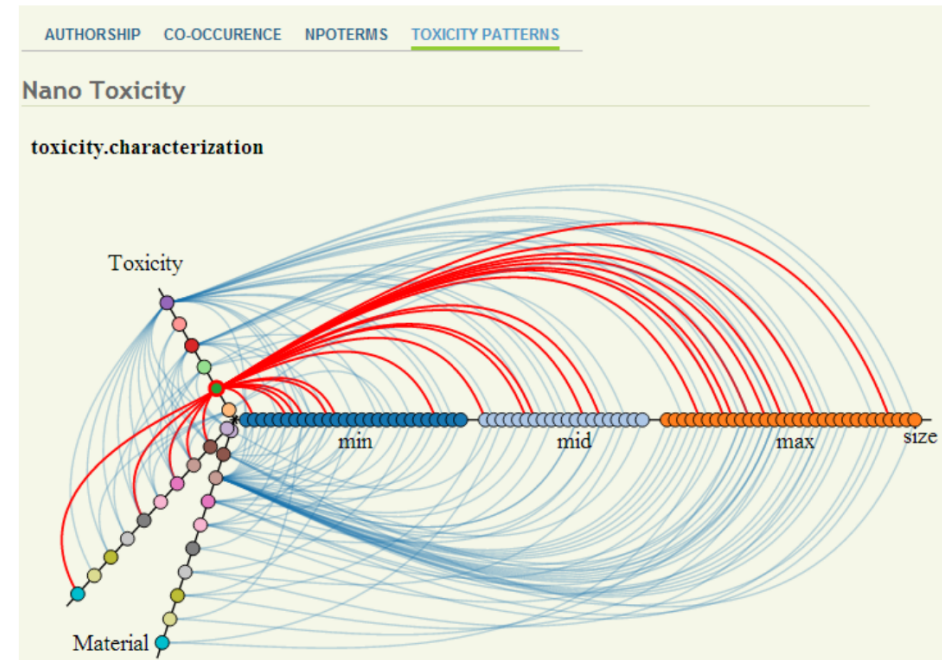 AUTHORSHIP CO-OCCURENCE NPOTERMS TOXICITY PATTERNS
Nano Toxicity
toxicity.characterization
Toxicity
min mid max size
Material